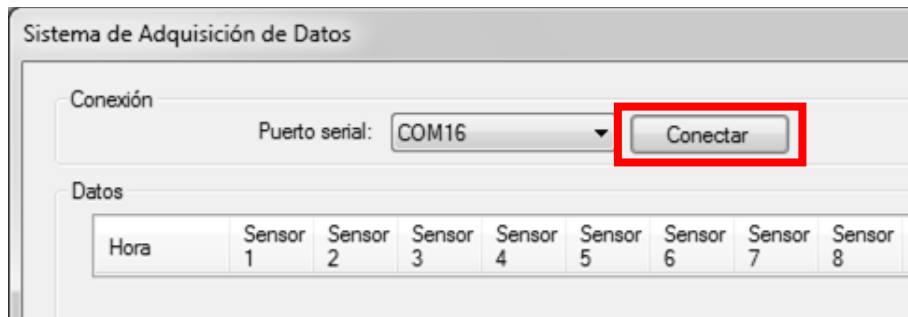 Sistema de Adquisición de Datos
Conexión
Puerto serial: COM16 Conectar
Datos
Hora Sensor 1 Sensor 2 Sensor 3 Sensor 4 Sensor 5 Sensor 6 Sensor 7 Sensor 8